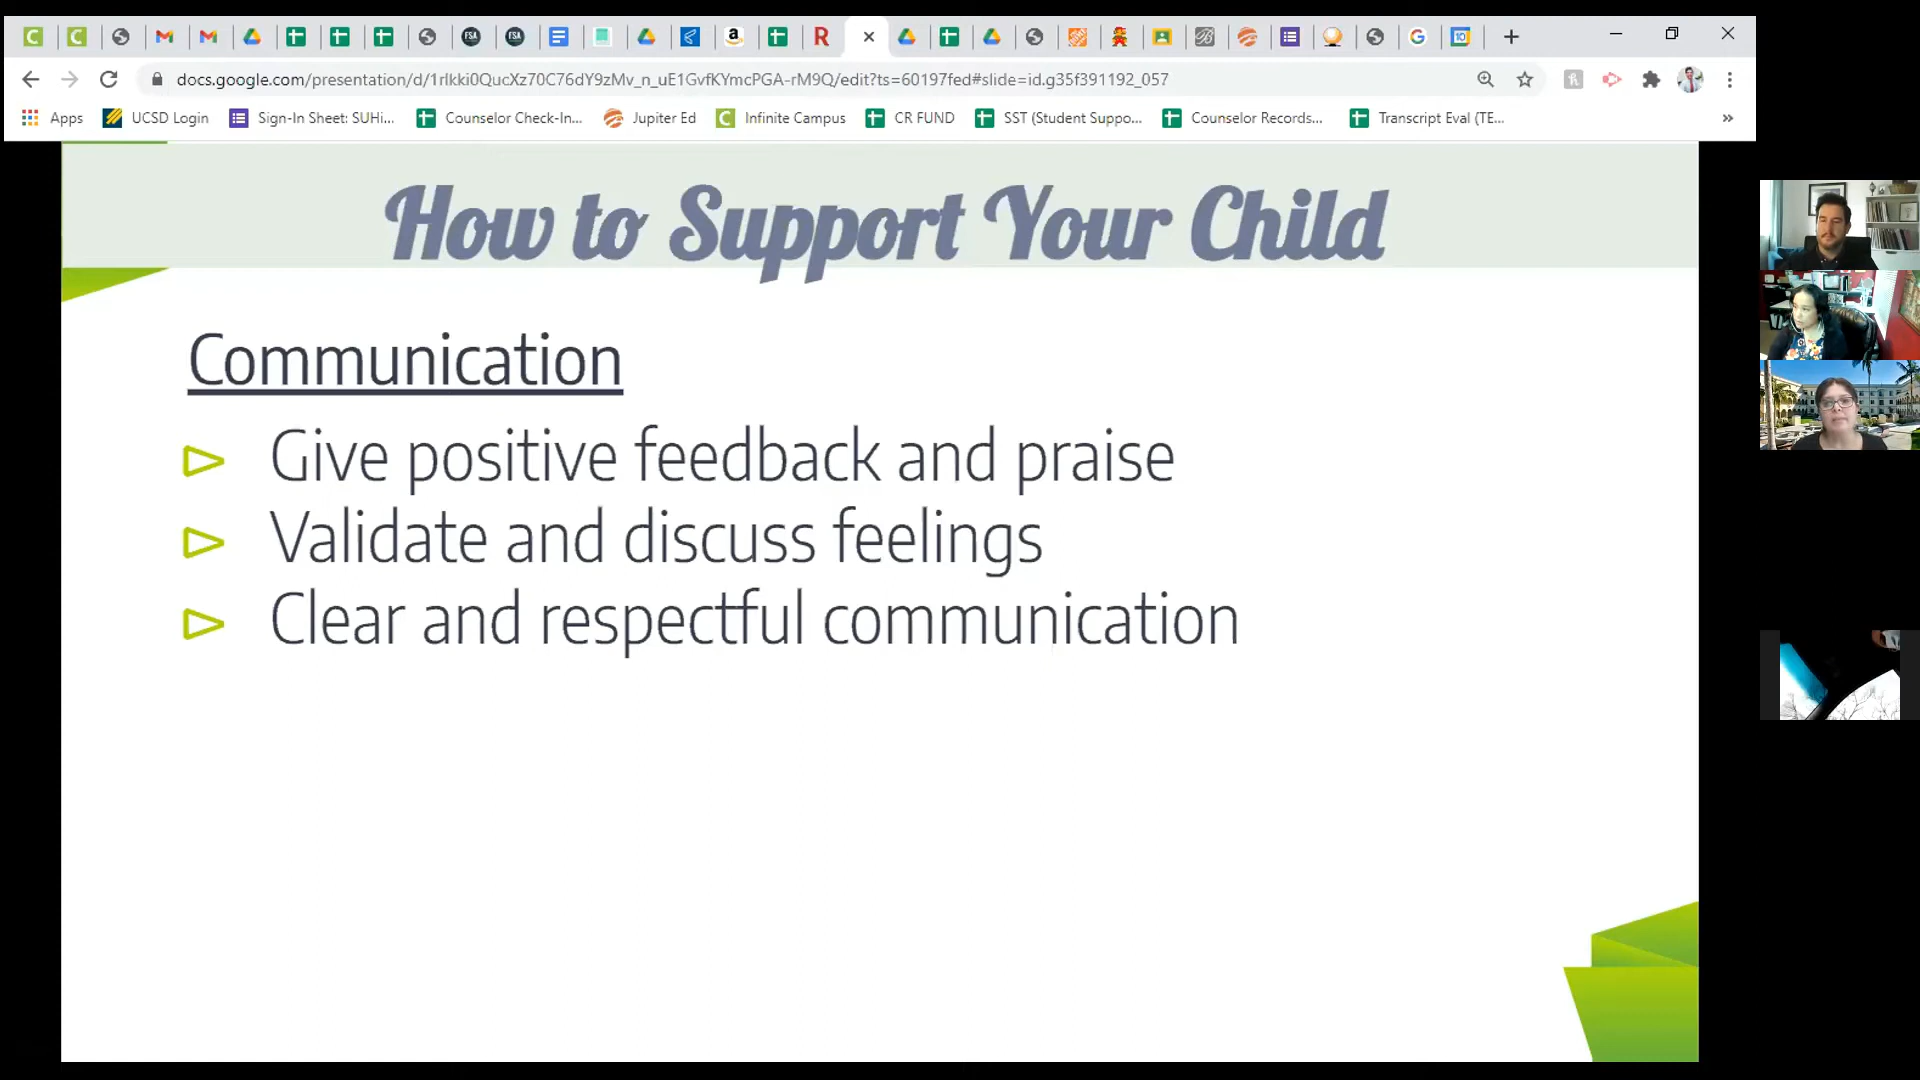 docs.google.com/presentation/d/1rlkki0QucXz70C76dY9zMv_n_uE1GvfKYmcPGA-rM9Q/edit?ts=60197fed#slide=id.g35f391192_057
Apps UCSD Login Sign-In Sheet: SUHi... Counselor Check-In... Jupiter Ed Infinite Campus CR FUND SST (Student Suppo... Counselor Records... Transcript Eval (TE...
How to Support Your Child
Communication
Give positive feedback and praise
Validate and discuss feelings
Clear and respectful communication